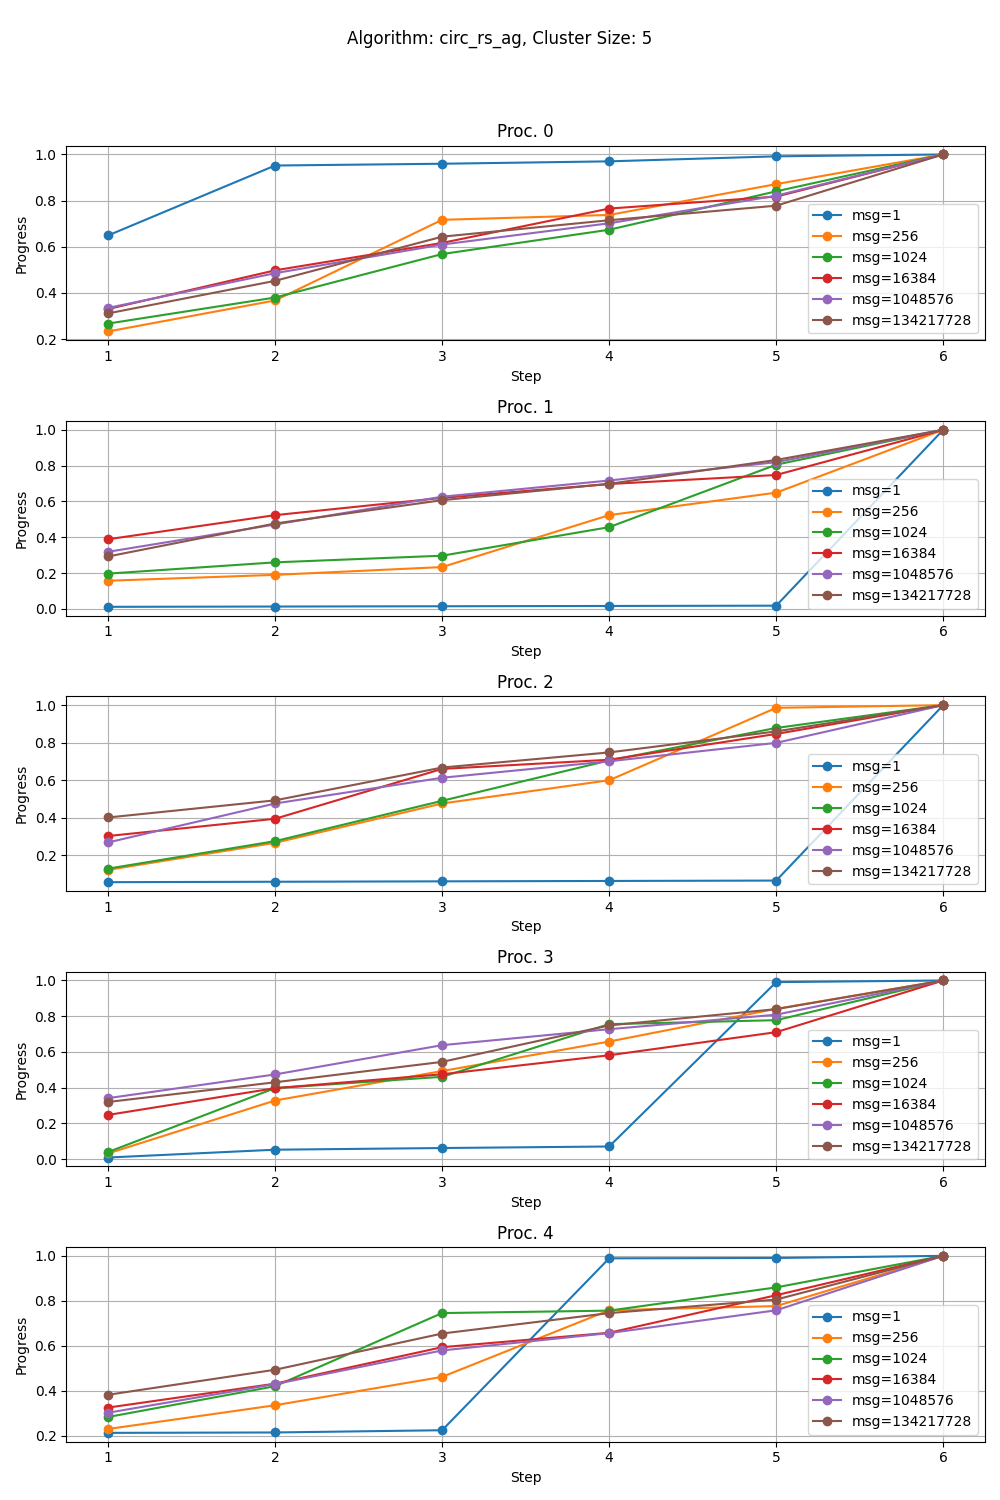 Algorithm: circ_rs_ag, Cluster Size: 5
Proc. 0
1.0
0.8
0.6
0.4
0.2
Progress
msg=1
msg=256
msg=1024
msg=16384
msg=1048576
msg=134217728
1 2 3 4 5 6
Step
Proc. 1
1.0
0.8
0.6
0.4
0.2
0.0
Progress
msg=1
msg=256
msg=1024
msg=16384
msg=1048576
msg=134217728
1 2 3 4 5 6
Step
Proc. 2
1.0
0.8
0.6
0.4
0.2
Progress
msg=1
msg=256
msg=1024
msg=16384
msg=1048576
msg=134217728
1 2 3 4 5 6
Step
Proc. 3
1.0
0.8
0.6
0.4
0.2
0.0
Progress
msg=1
msg=256
msg=1024
msg=16384
msg=1048576
msg=134217728
1 2 3 4 5 6
Step
Proc. 4
1.0
0.8
0.6
0.4
0.2
Progress
msg=1
msg=256
msg=1024
msg=16384
msg=1048576
msg=134217728
1 2 3 4 5 6
Step